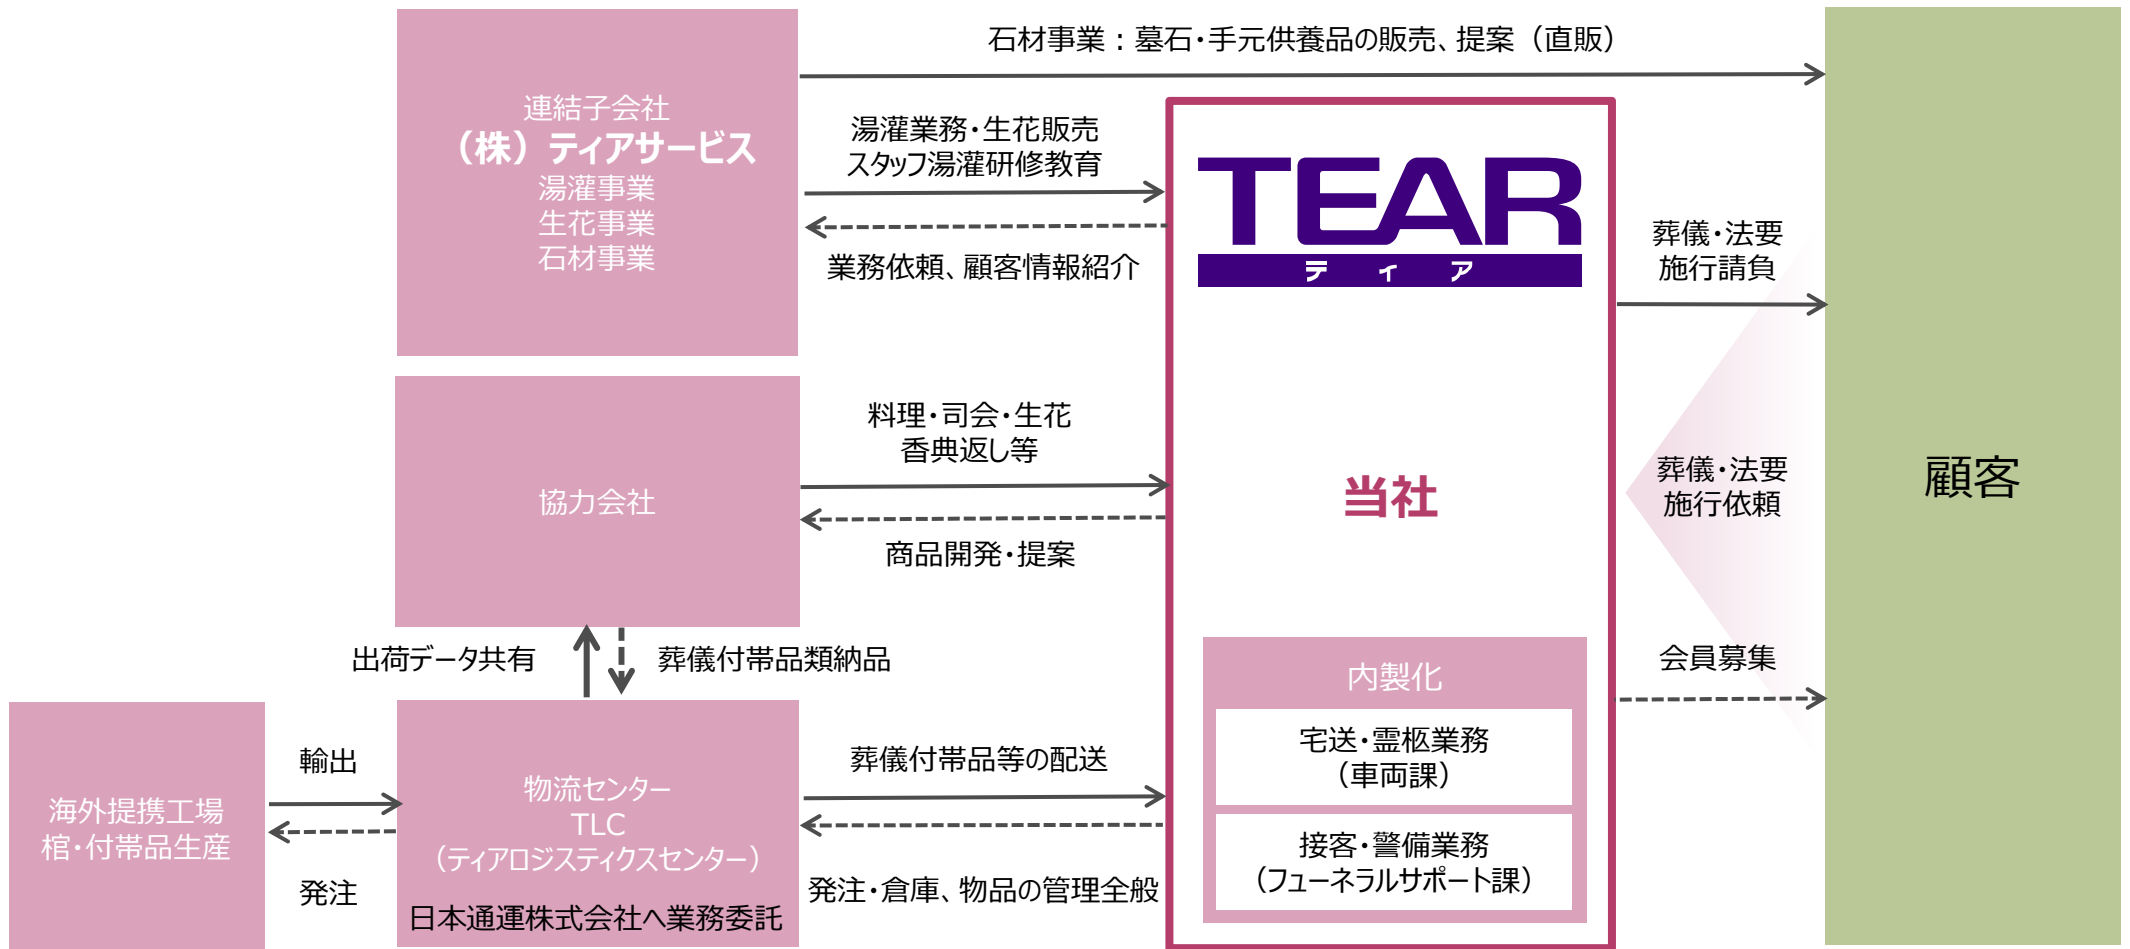 石材事業：墓石・手元供養品の販売、提案（直販）
連結子会社
（株）ティアサービス
湯灌事業
生花事業
石材事業
湯灌業務・生花販売
スタッフ湯灌研修教育
業務依頼、顧客情報紹介
TEAR
ティア
葬儀・法要
施行請負
協力会社
料理・司会・生花
香典返し等
商品開発・提案
当社
葬儀・法要
施行依頼
顧客
出荷データ共有
葬儀付帯品類納品
会員募集
内製化
宅送・霊柩業務
（車両課）
接客・警備業務
（フューネラルサポート課）
海外提携工場
棺・付帯品生産
輸出
発注
物流センター
TLC
（ティアロジスティクスセンター）
日本通運株式会社へ業務委託
葬儀付帯品等の配送
発注・倉庫、物品の管理全般